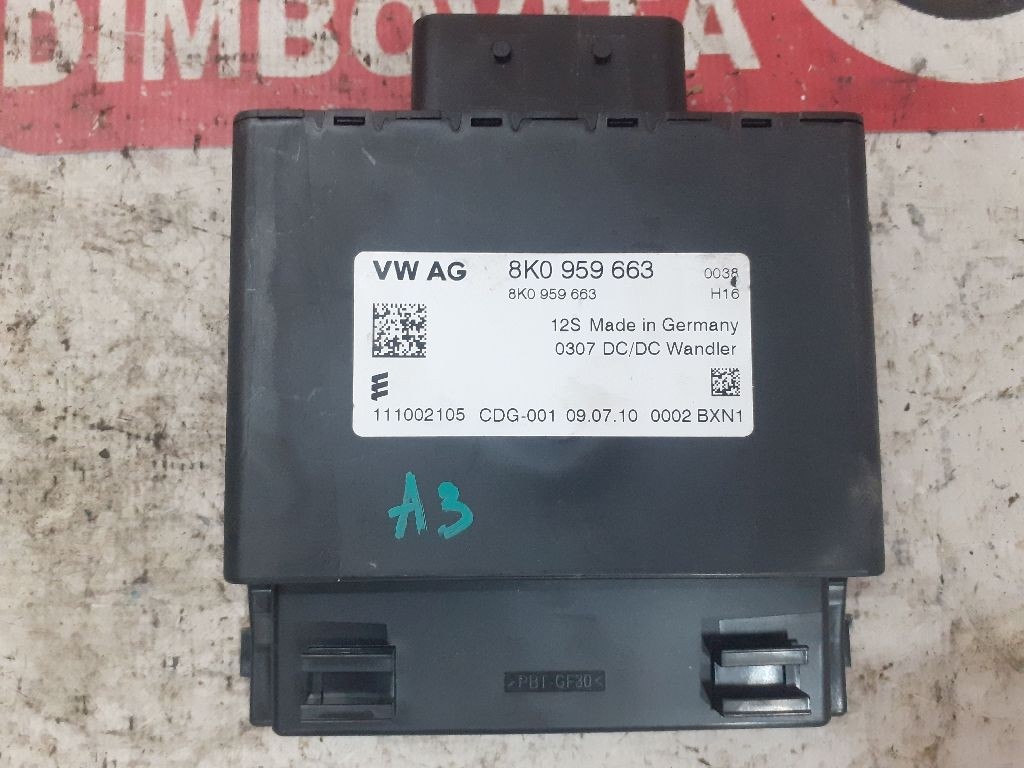 DIMBOVITA
VW AG 8K0 959 663 0038
8K0 959 663 H16
12S Made in Germany
0307 DC/DC Wandler
111002105 CDG-001 09.07.10 0002 BXN1
A3
>PBT-GF30<